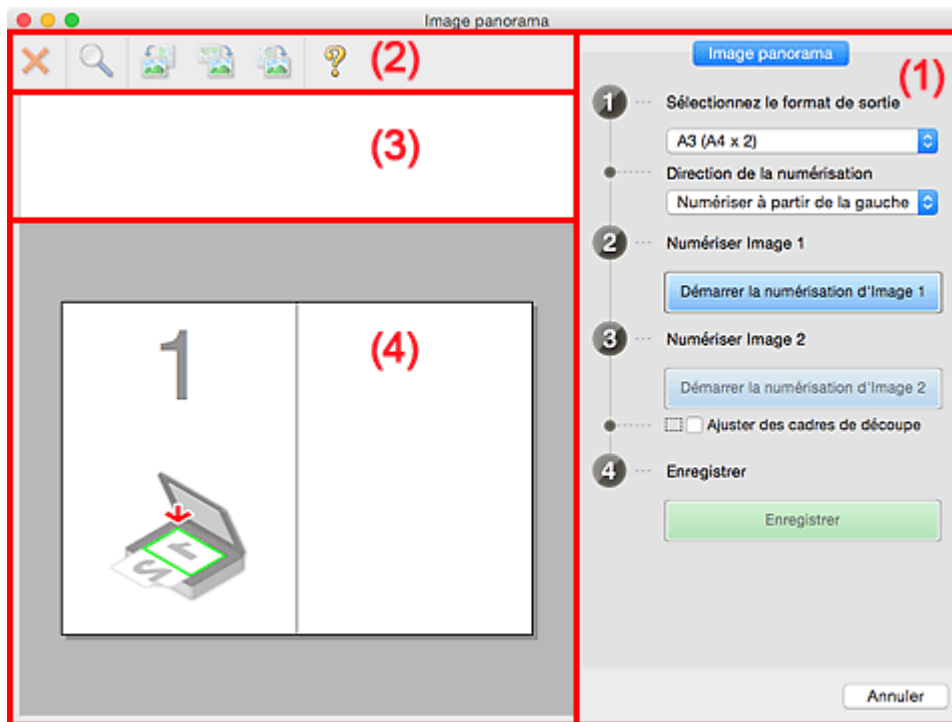 Image panorama
(2)
(3)
1
(4)
Image panorama
(1)
1 Sélectionnez le format de sortie
A3 (A4 x 2)
Direction de la numérisation
Numériser à partir de la gauche
2 Numériser Image 1
Démarrer la numérisation d'Image 1
3 Numériser Image 2
Démarrer la numérisation d'Image 2
Ajuster des cadres de découpe
4 Enregistrer
Enregistrer
Annuler